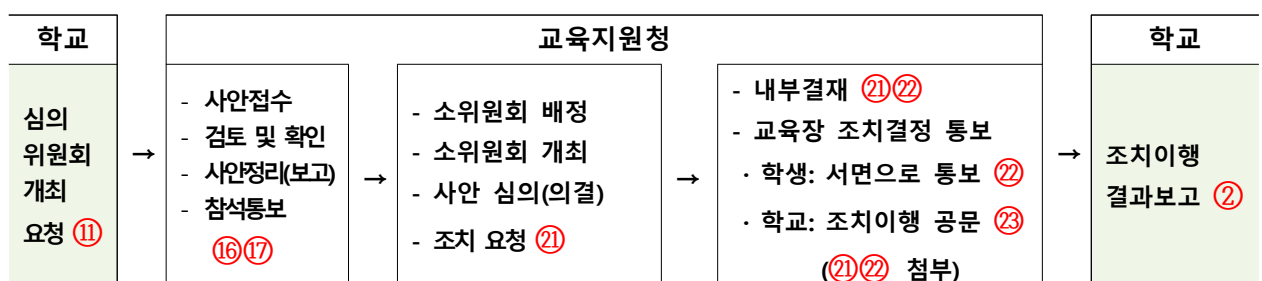 학교
교육지원청
학교
심의
위원회
개최
요청 ⑪
→
- 사안접수
- 검토 및 확인
- 사안정리(보고)
- 참석통보
⑯⑰
→
- 소위원회 배정
- 소위원회 개최
- 사안 심의(의결)
- 조치 요청 ㉑
→
- 내부결재 ㉑㉒
- 교육장 조치결정 통보
· 학생: 서면으로 통보 ㉒
· 학교: 조치이행 공문 ㉓
(㉑㉒ 첨부)
→
조치이행
결과보고 ②